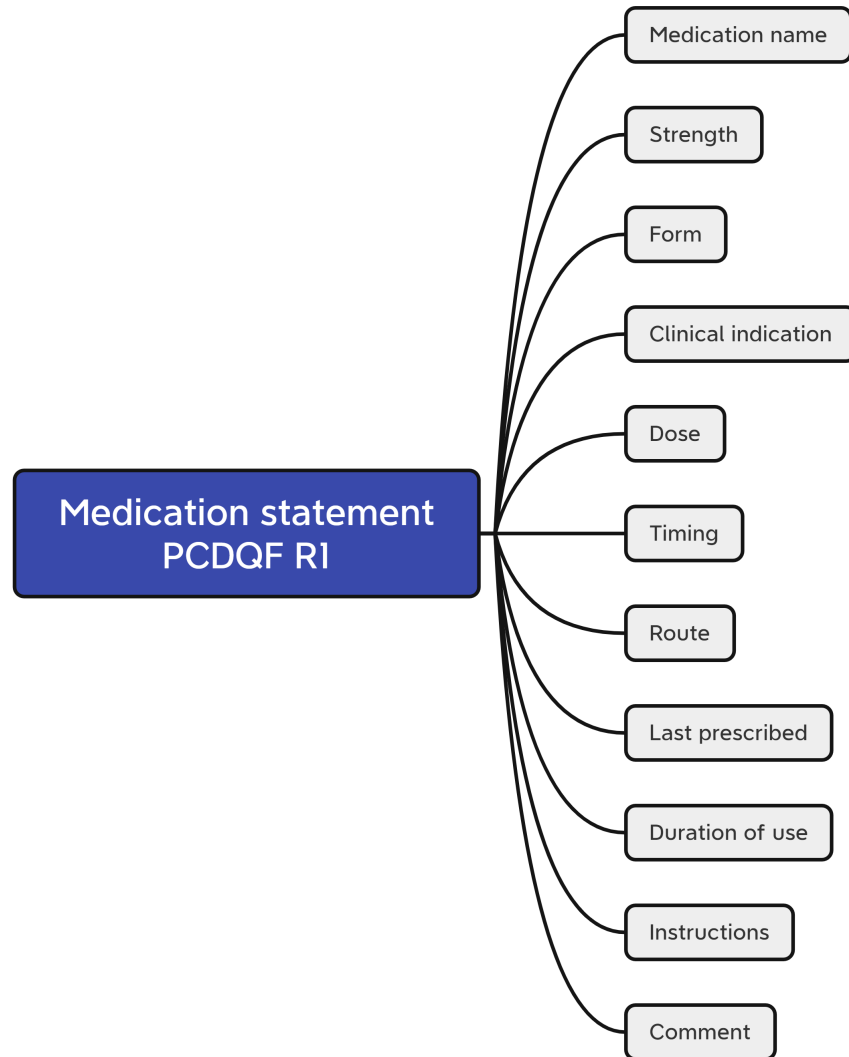 Medication name
Strength
Form
Clinical indication
Dose
Medication statement
PCDQF R1
Timing
Route
Last prescribed
Duration of use
Instructions
Comment